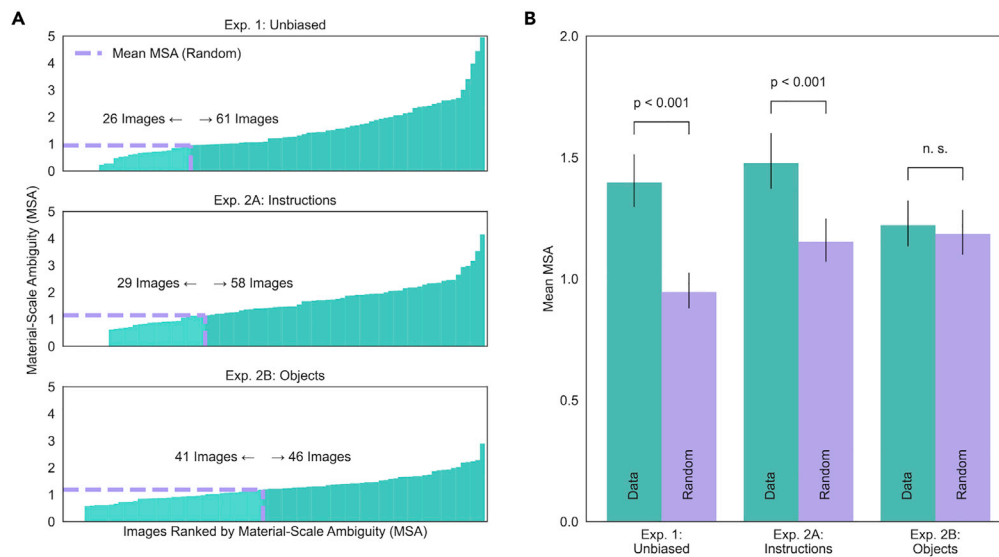 A
Exp. 1: Unbiased
5
4
3
2
1
0
Mean MSA (Random)
26 Images ← → 61 Images
Exp. 2A: Instructions
5
4
3
2
1
0
29 Images ← → 58 Images
Exp. 2B: Objects
5
4
3
2
1
0
41 Images ← → 46 Images
Material-Scale Ambiguity (MSA)
Images Ranked by Material-Scale Ambiguity (MSA)
B
2.0
1.5
1.0
0.5
0.0
Mean MSA
p < 0.001
p < 0.001
n. s.
Data
Random
Data
Random
Data
Random
Exp. 1:
Unbiased
Exp. 2A:
Instructions
Exp. 2B:
Objects